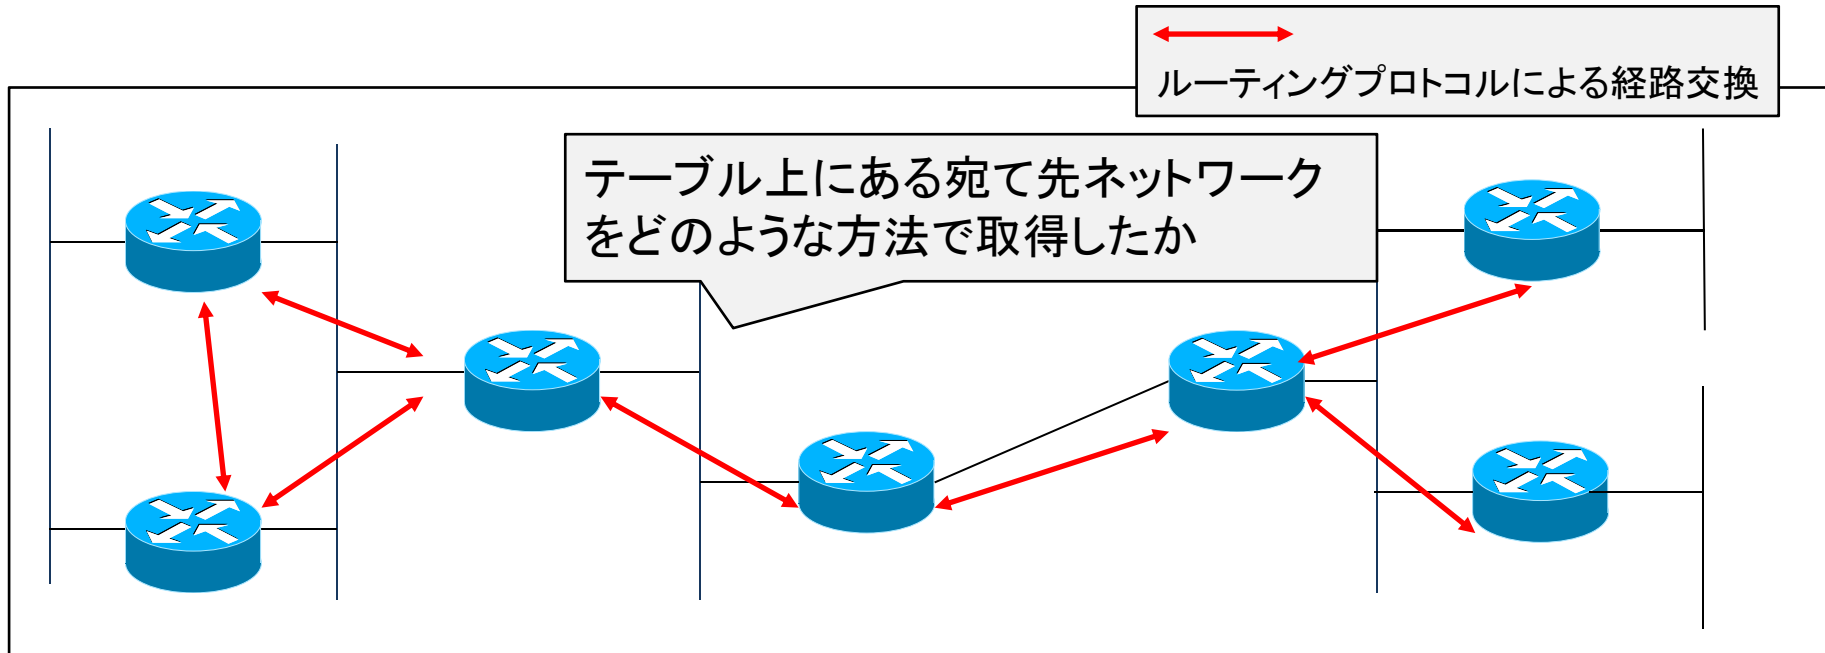 ルーティングプロトコルによる経路交換
テーブル上にある宛て先ネットワーク
をどのような方法で取得したか